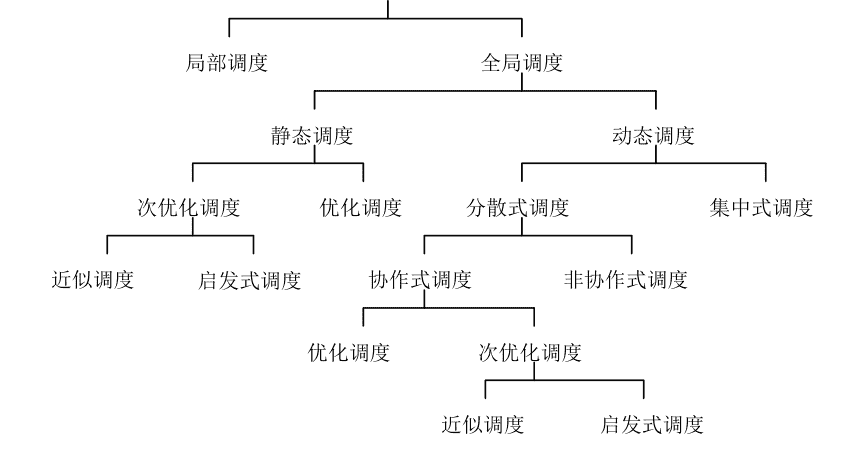 局部调度 全局调度
静态调度 动态调度
次优化调度 优化调度 分散式调度 集中式调度
近似调度 启发式调度 协作式调度 非协作式调度
优化调度 次优化调度
近似调度 启发式调度